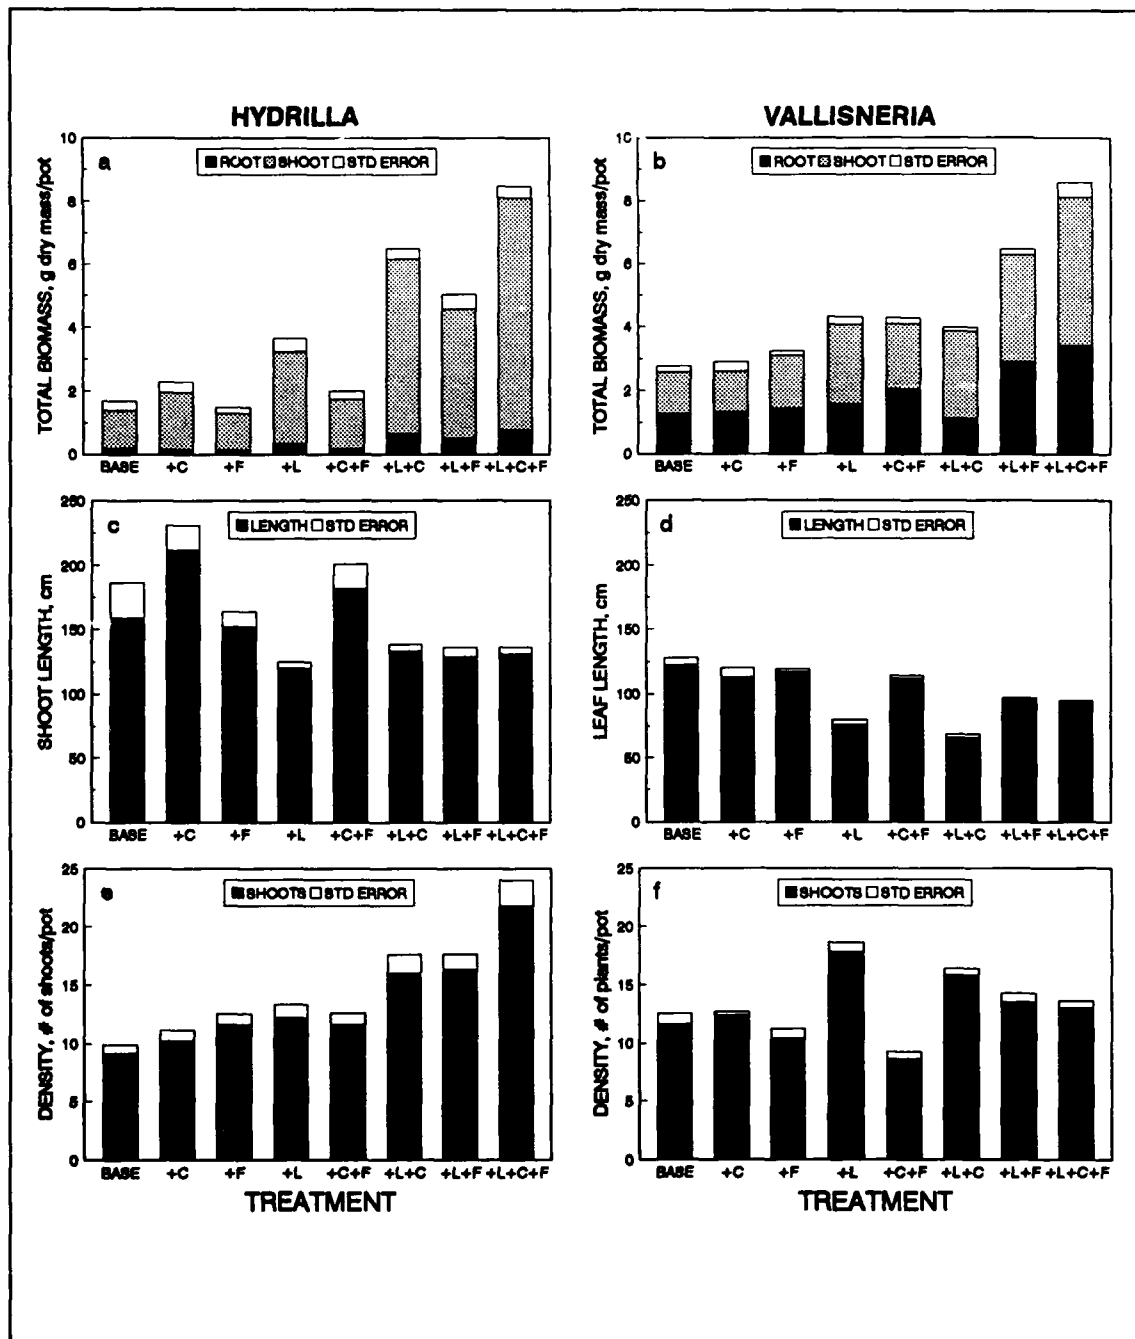 HYDRILLA
VALLISNERIA
a
ROOT SHOOT STD ERROR
TOTAL BIOMASS, g dry mass/pot
10
8
6
4
2
0
BASE +C +F +L +C+F +L+C +L+F +L+C+F
b
ROOT SHOOT STD ERROR
TOTAL BIOMASS, g dry mass/pot
10
8
6
4
2
0
BASE +C +F +L +C+F +L+C +L+F +L+C+F
c
LENGTH STD ERROR
SHOOT LENGTH, cm
250
200
150
100
50
0
BASE +C +F +L +C+F +L+C +L+F +L+C+F
d
LENGTH STD ERROR
LEAF LENGTH, cm
250
200
150
100
50
0
BASE +C +F +L +C+F +L+C +L+F +L+C+F
e
SHOOTS STD ERROR
DENSITY, # of shoots/pot
25
20
15
10
5
0
BASE +C +F +L +C+F +L+C +L+F +L+C+F
TREATMENT
f
SHOOTS STD ERROR
DENSITY, # of plants/pot
25
20
15
10
5
0
BASE +C +F +L +C+F +L+C +L+F +L+C+F
TREATMENT